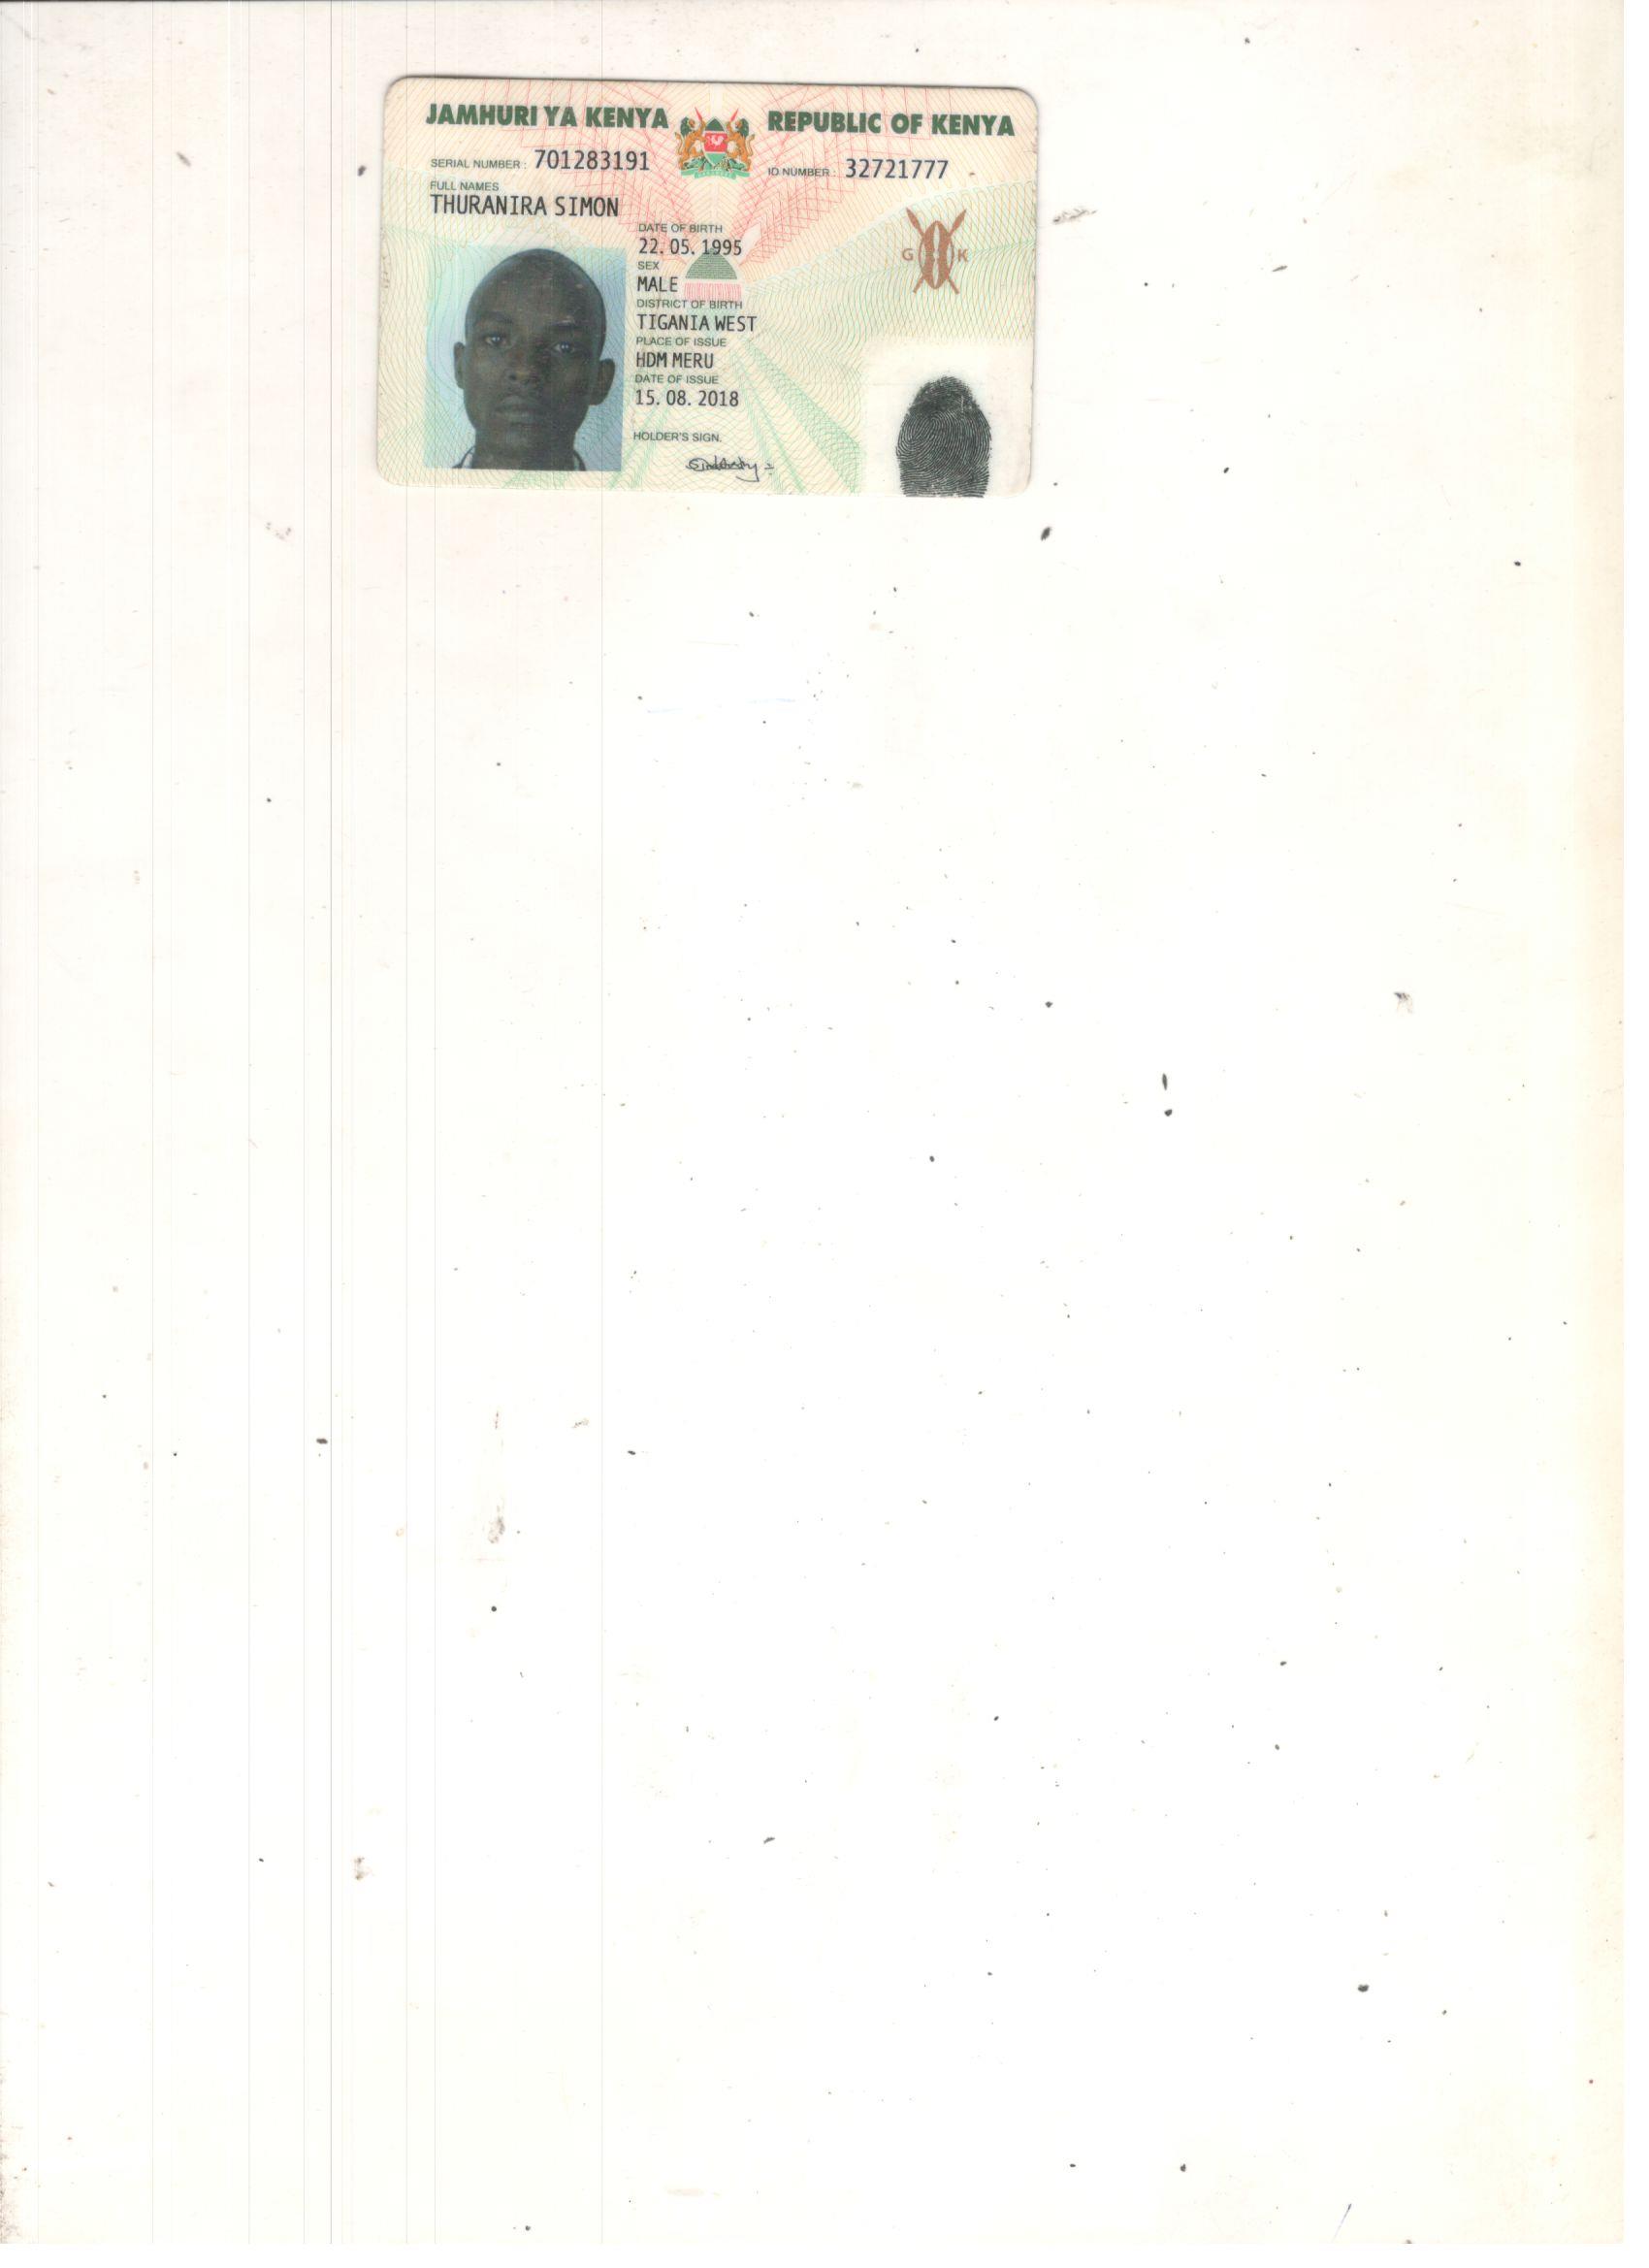 JAMHURI YA KENYA REPUBLIC OF KENYA
SERIAL NUMBER: 701283191 ID NUMBER: 32721777
FULL NAMES
THURANIRA SIMON
DATE OF BIRTH
22. 05. 1995
SEX
MALE
G K
DISTRICT OF BIRTH
TIGANIA WEST
PLACE OF ISSUE
HDM MERU
DATE OF ISSUE
15. 08. 2018
HOLDER'S SIGN.